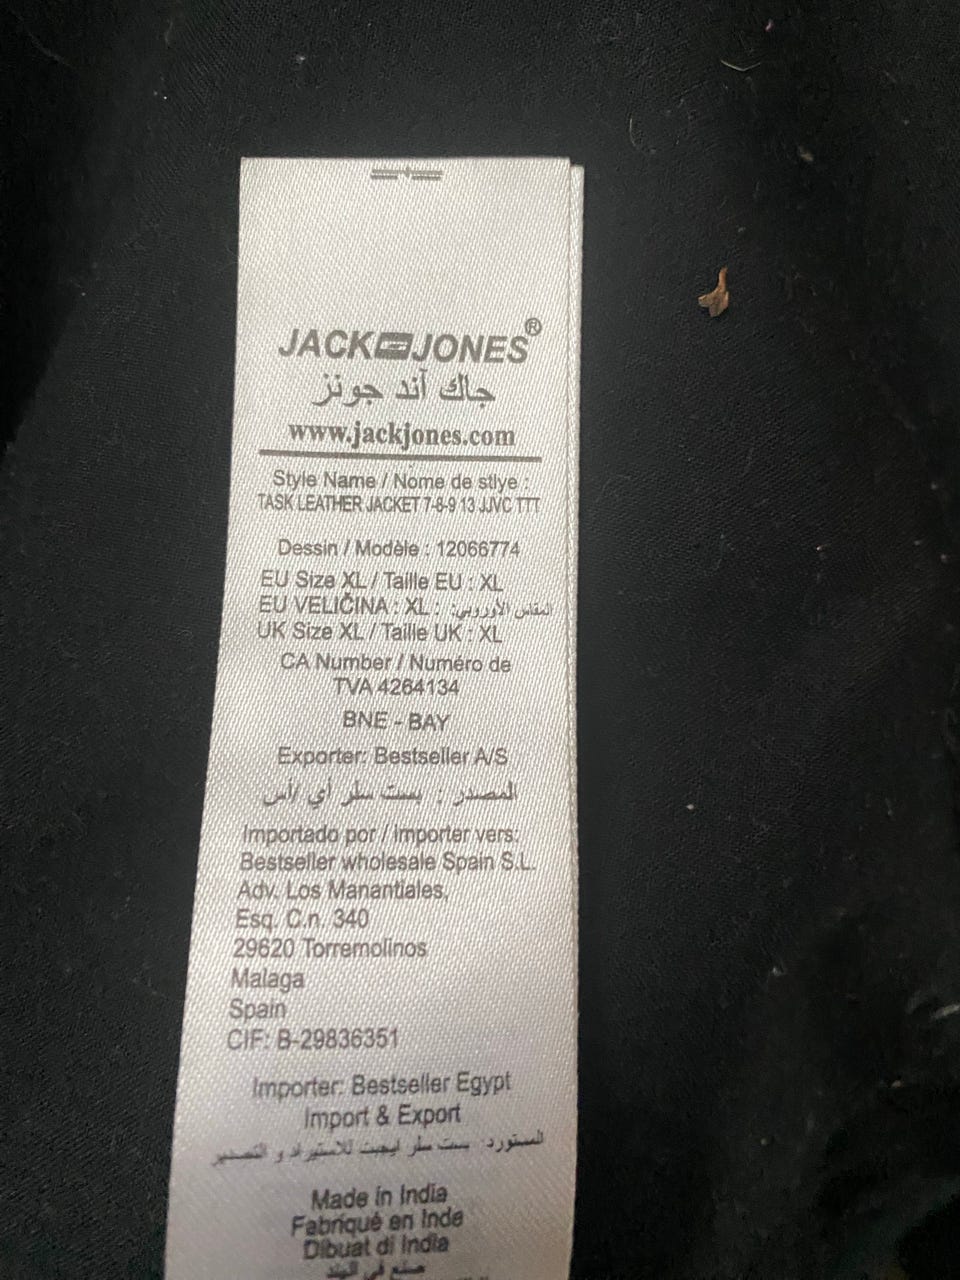 JACK JONES®
جاك آند جونز
www.jackjones.com
Style Name / Nome de stlye :
TASK LEATHER JACKET 7-8-9 13 JJVC TTT
Dessin / Modèle : 12066774
EU Size XL / Taille EU : XL
EU VELIČINA : XL : المقاس الأوروبي:
UK Size XL / Taille UK : XL
CA Number / Numéro de
TVA 4264134
BNE - BAY
Exporter: Bestseller A/S
المصدر : بست سلر أي /أس
Importado por / importer vers:
Bestseller wholesale Spain S.L.
Adv. Los Manantiales,
Esq. C.n. 340
29620 Torremolinos
Malaga
Spain
CIF: B-29836351
Importer: Bestseller Egypt
Import & Export
المستورد: بست سلر ايجبت للاستيراد و التصدير
Made in India
Fabriqué en Inde
Dibuat di India
صنع في الهند